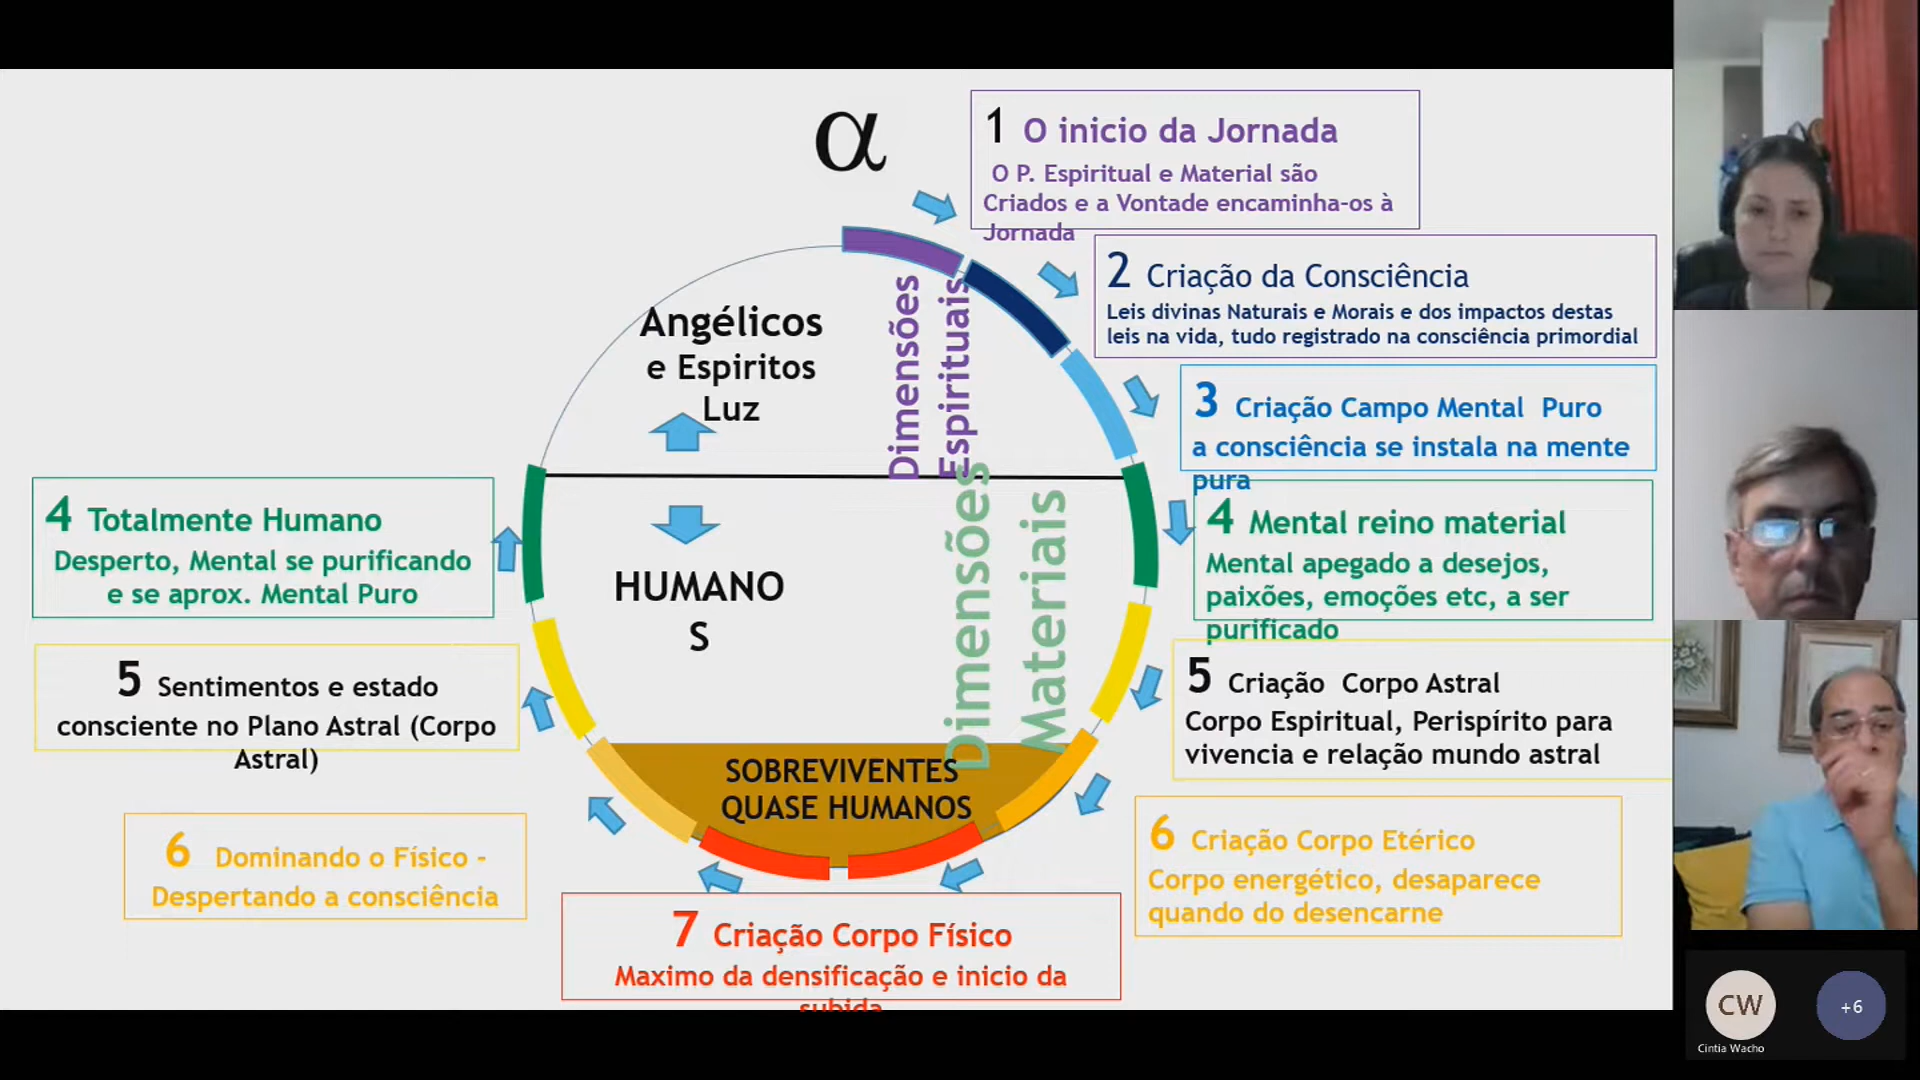 α
1 O inicio da Jornada
O P. Espiritual e Material são
Criados e a Vontade encaminha-os à
Jornada
2 Criação da Consciência
Leis divinas Naturais e Morais e dos impactos destas
leis na vida, tudo registrado na consciência primordial
3 Criação Campo Mental Puro
a consciência se instala na mente
pura
4 Mental reino material
Mental apegado a desejos,
paixões, emoções etc, a ser
purificado
5 Criação Corpo Astral
Corpo Espiritual, Perispírito para
vivencia e relação mundo astral
6 Criação Corpo Etérico
Corpo energético, desaparece
quando do desencarne
7 Criação Corpo Físico
Maximo da densificação e inicio da
subida
6 Dominando o Físico -
Despertando a consciência
5 Sentimentos e estado
consciente no Plano Astral (Corpo
Astral)
4 Totalmente Humano
Desperto, Mental se purificando
e se aprox. Mental Puro
Angélicos
e Espiritos
Luz
HUMANO
S
SOBREVIVENTES
QUASE HUMANOS
Dimensões
Espirituais
Dimensões
Materiais
CW
Cintia Wacho
+6